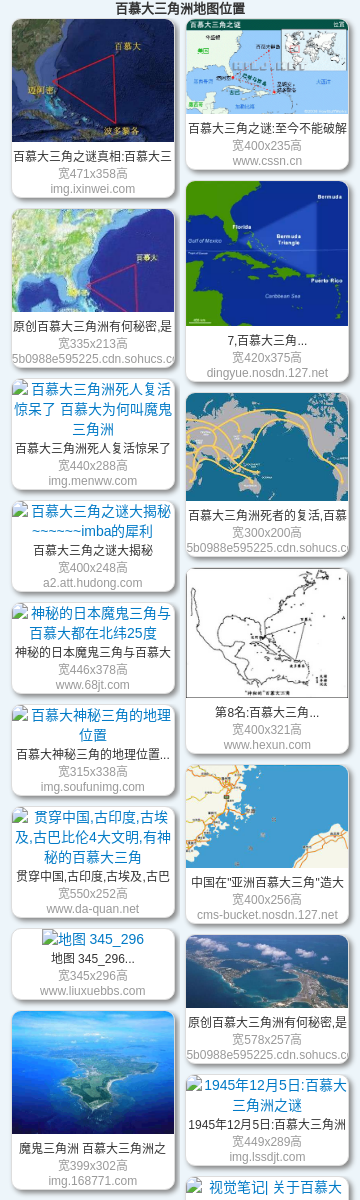 百慕大三角洲地图位置
百慕大
迈阿密
波多黎各
百慕大三角之谜真相:百慕大三
宽471x358高
img.ixinwei.com
百慕大
原创百慕大三角洲有何秘密,是
宽335x213高
5b0988e595225.cdn.sohucs.c
百慕大三角洲死人复活
惊呆了 百慕大为何叫魔鬼
三角洲
百慕大三角洲死人复活惊呆了
宽440x288高
img.menww.com
百慕大三角之谜大揭秘
~~~~~~imba的犀利
百慕大三角之谜大揭秘
宽400x248高
a2.att.hudong.com
神秘的日本魔鬼三角与
百慕大都在北纬25度
神秘的日本魔鬼三角与百慕大
宽446x378高
www.68jt.com
百慕大神秘三角的地理
位置
百慕大神秘三角的地理位置...
宽315x338高
img.soufunimg.com
贯穿中国,古印度,古埃
及,古巴比伦4大文明,有神
秘的百慕大三角
贯穿中国,古印度,古埃及,古巴
宽550x252高
www.da-quan.net
地图 345_296
地图 345_296...
宽345x296高
www.liuxuebbs.com
魔鬼三角洲 百慕大三角洲之
宽399x302高
img.168771.com
百慕大三角之谜
百慕大三角之谜:至今不能破解
宽400x235高
www.cssn.cn
Bermuda
Florida
Gulf of Mexico
Bermuda
Triangle
Puerto Rico
Caribbean Sea
7,百慕大三角...
宽420x375高
dingyue.nosdn.127.net
百慕大三角洲死者的复活,百慕
宽300x200高
5b0988e595225.cdn.sohucs.c
第8名:百慕大三角...
宽400x321高
www.hexun.com
中国在"亚洲百慕大三角"造大
宽400x256高
cms-bucket.nosdn.127.net
原创百慕大三角洲有何秘密,是
宽578x257高
5b0988e595225.cdn.sohucs.c
1945年12月5日:百慕大
三角洲之谜
1945年12月5日:百慕大三角洲
宽449x289高
img.lssdjt.com
视觉笔记| 关于百慕大